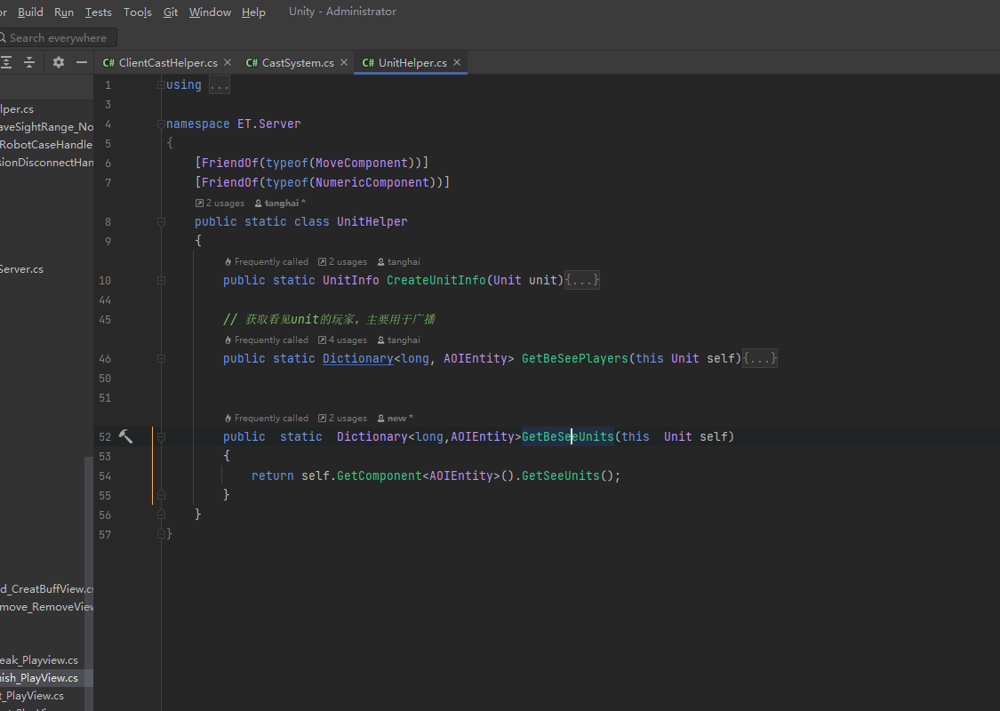 or Build Run Tests Tools Git Window Help Unity - Administrator
Search everywhere
C# ClientCastHelper.cs × C# CastSystem.cs × C# UnitHelper.cs ×
1 using ...
3
lper.cs
4 namespace ET.Server
aveSightRange_No
5 {
RobotCaseHandle
6 [FriendOf(typeof(MoveComponent))]
sionDisconnectHan
7 [FriendOf(typeof(NumericComponent))]
2 usages tanghai *
8 public static class UnitHelper
9 {
Frequently called 2 usages tanghai
Server.cs
10 public static UnitInfo CreateUnitInfo(Unit unit){...}
44
45 // 获取看见unit的玩家，主要用于广播
Frequently called 4 usages tanghai
46 public static Dictionary<long, AOIEntity> GetBeSeePlayers(this Unit self){...}
50
51
Frequently called 2 usages new *
52 public static Dictionary<long,AOIEntity>GetBeSeeUnits(this Unit self)
53 {
54 return self.GetComponent<AOIEntity>().GetSeeUnits();
55 }
56 }
57 }
d_CreatBuffView.cs
move_RemoveView
eak_Playview.cs
nish_PlayView.cs
t_PlayView.cs